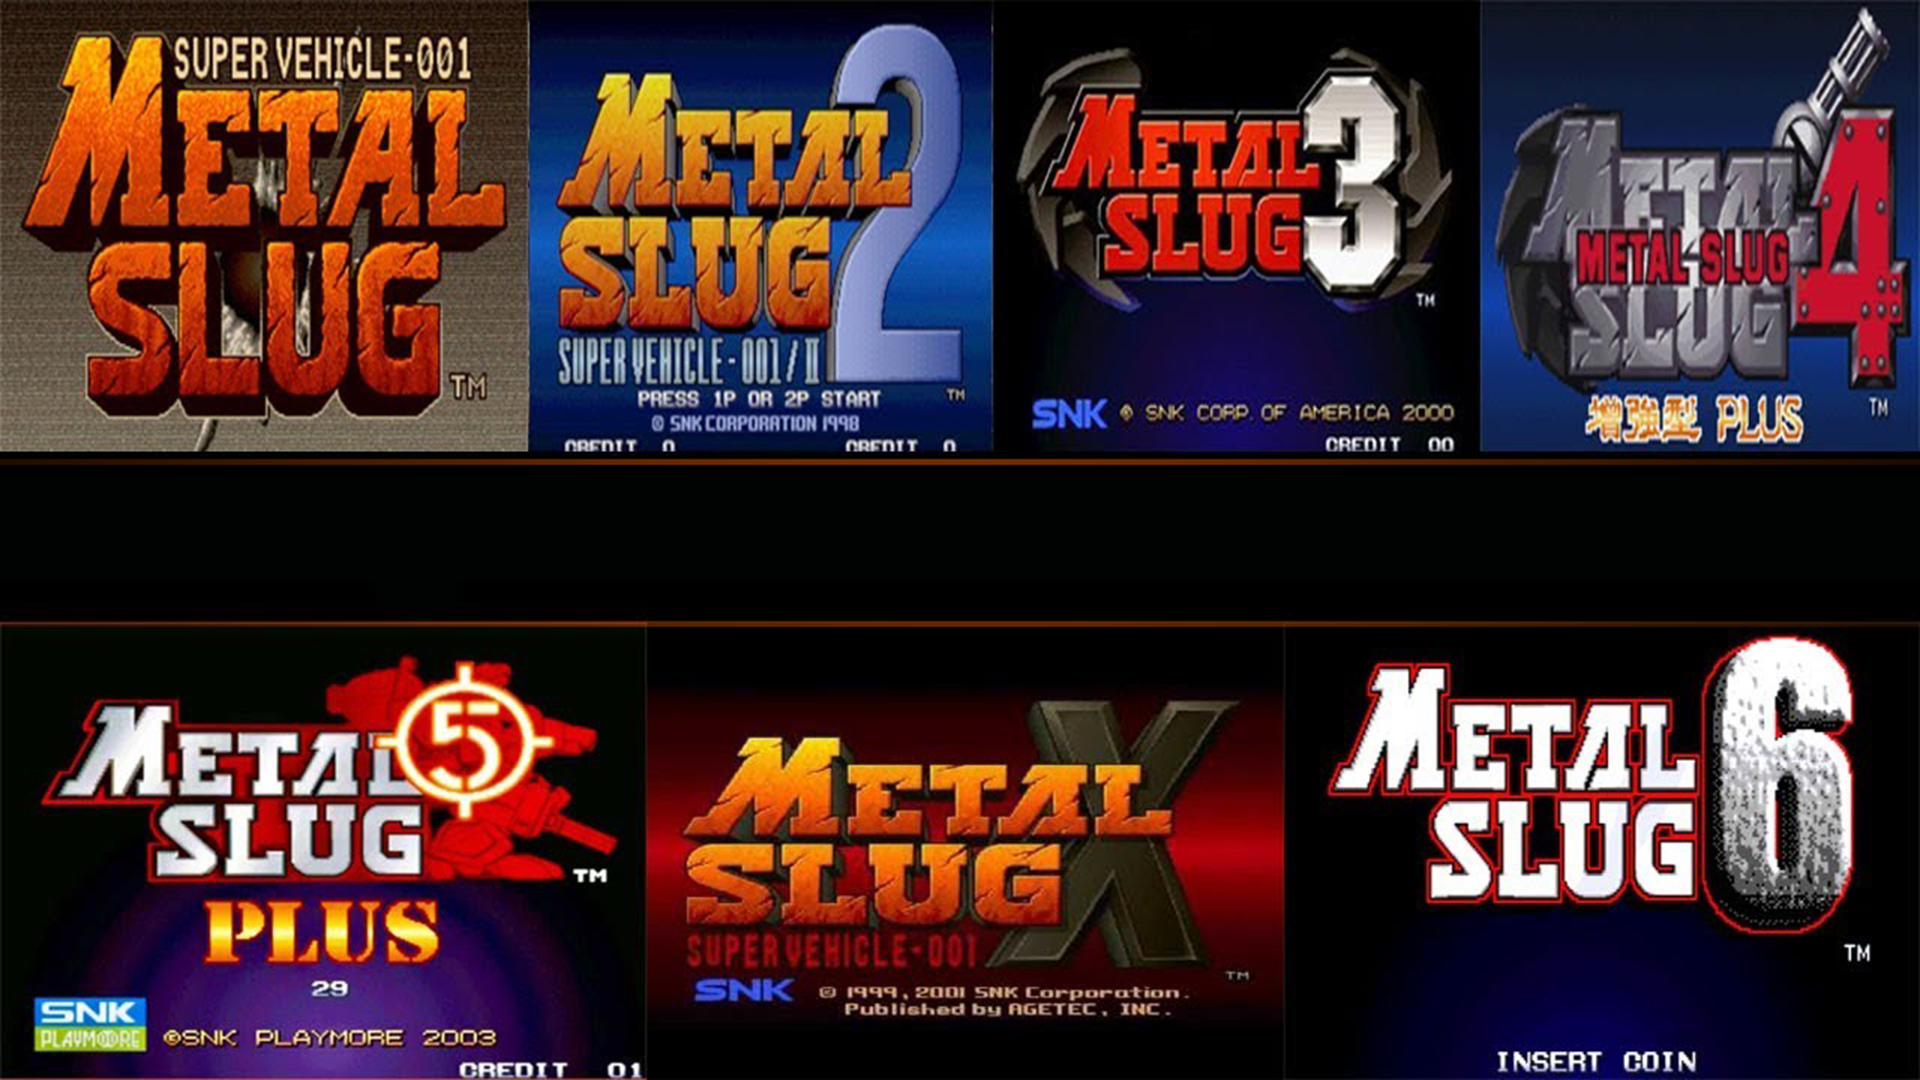 SUPER VEHICLE-001
METAL
SLUG
TM
METAL
SLUG
2
SUPER VEHICLE-001/II
PRESS 1P OR 2P START
TM
© SNK CORPORATION 1998
CREDIT 0 CREDIT 0
METAL
SLUG
3
TM
SNK © SNK CORP. OF AMERICA 2000
CREDIT 00
METAL
METAL SLUG
SLUG
4
増強型 PLUS
TM
METAL
SLUG
5
TM
PLUS
29
SNK
PLAYMORE
©SNK PLAYMORE 2003
CREDIT 01
METAL
SLUG
X
SUPER VEHICLE-001
TM
SNK © 1999, 2001 SNK Corporation.
Published by AGETEC, INC.
METAL
SLUG
6
TM
INSERT COIN